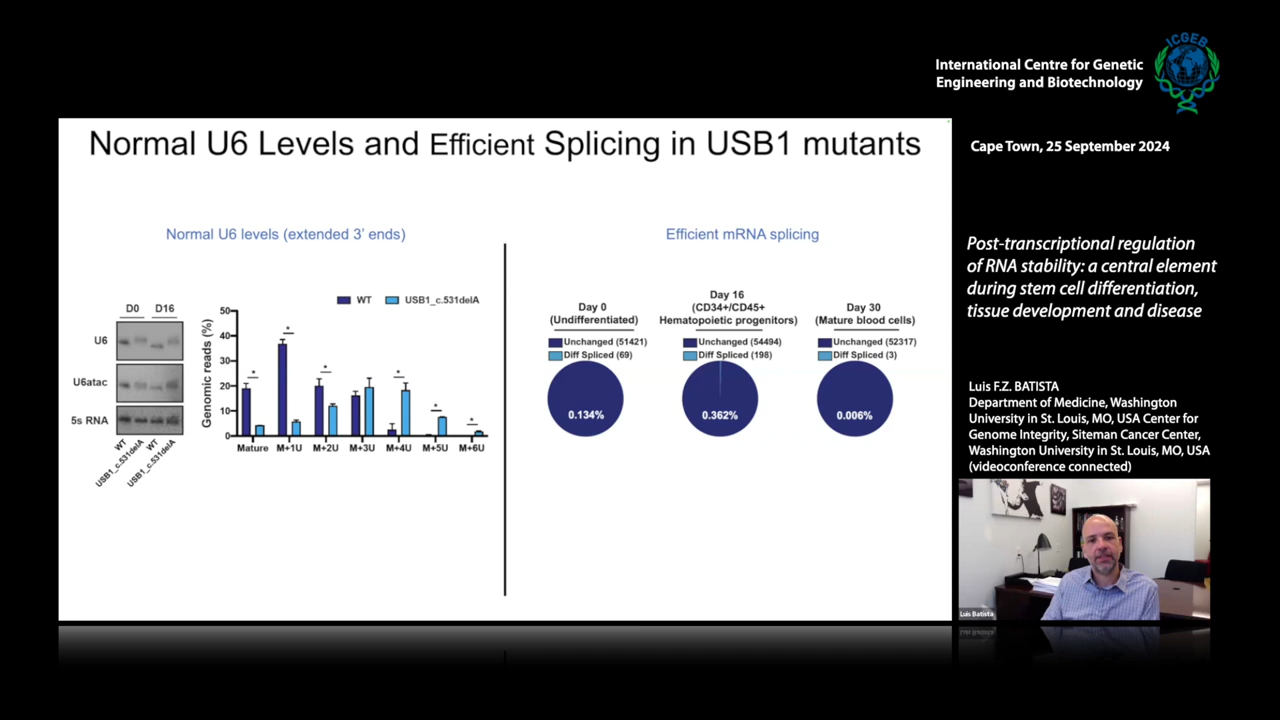 ICGEB
International Centre for Genetic
Engineering and Biotechnology
Normal U6 Levels and Efficient Splicing in USB1 mutants
Cape Town, 25 September 2024
Normal U6 levels (extended 3' ends)
Efficient mRNA splicing
D0 D16
U6
U6atac
5s RNA
WT
USB1_c.531delA
WT
USB1_c.531delA
WT USB1_c.531delA
Genomic reads (%)
50
40
30
20
10
0
* * * * * *
Mature M+1U M+2U M+3U M+4U M+5U M+6U
Day 0
(Undifferentiated)
Unchanged (51421)
Diff Spliced (69)
0.134%
Day 16
(CD34+/CD45+
Hematopoietic progenitors)
Unchanged (54494)
Diff Spliced (198)
0.362%
Day 30
(Mature blood cells)
Unchanged (52317)
Diff Spliced (3)
0.006%
Post-transcriptional regulation
of RNA stability: a central element
during stem cell differentiation,
tissue development and disease
Luis F.Z. BATISTA
Department of Medicine, Washington
University in St. Louis, MO, USA Center for
Genome Integrity, Siteman Cancer Center,
Washington University in St. Louis, MO, USA
(videoconference connected)
Luis Batista